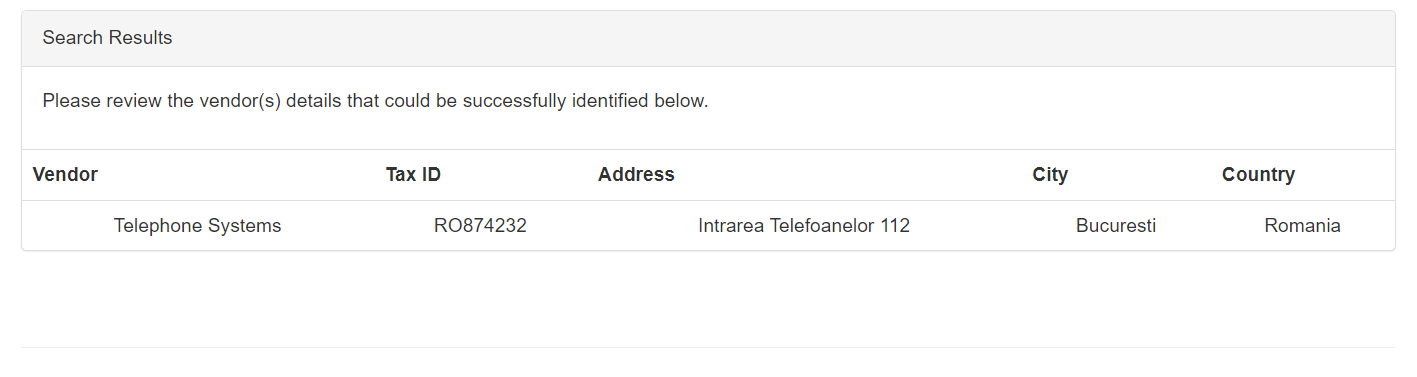 Search Results
Please review the vendor(s) details that could be successfully identified below.
Vendor Tax ID Address City Country
Telephone Systems RO874232 Intrarea Telefoanelor 112 Bucuresti Romania